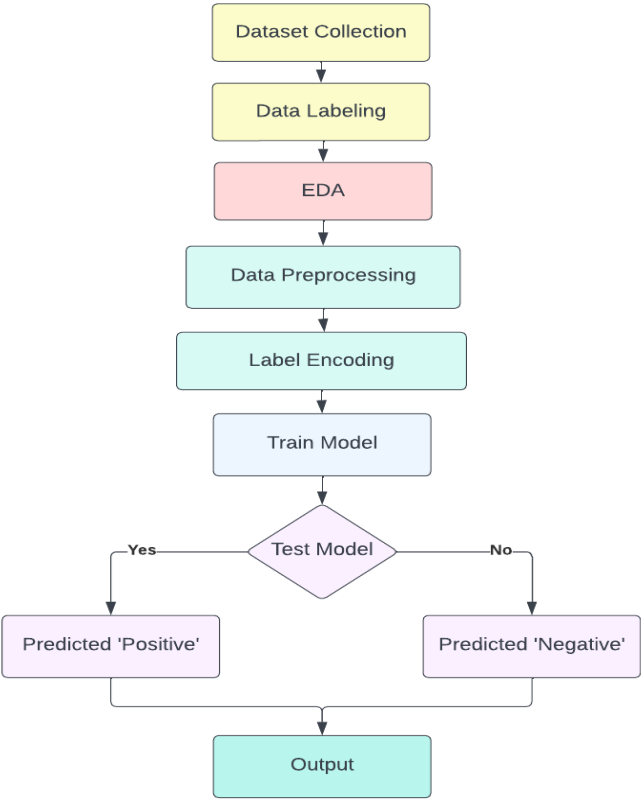 Dataset Collection
Data Labeling
EDA
Data Preprocessing
Label Encoding
Train Model
Test Model
Yes
No
Predicted 'Positive'
Predicted 'Negative'
Output